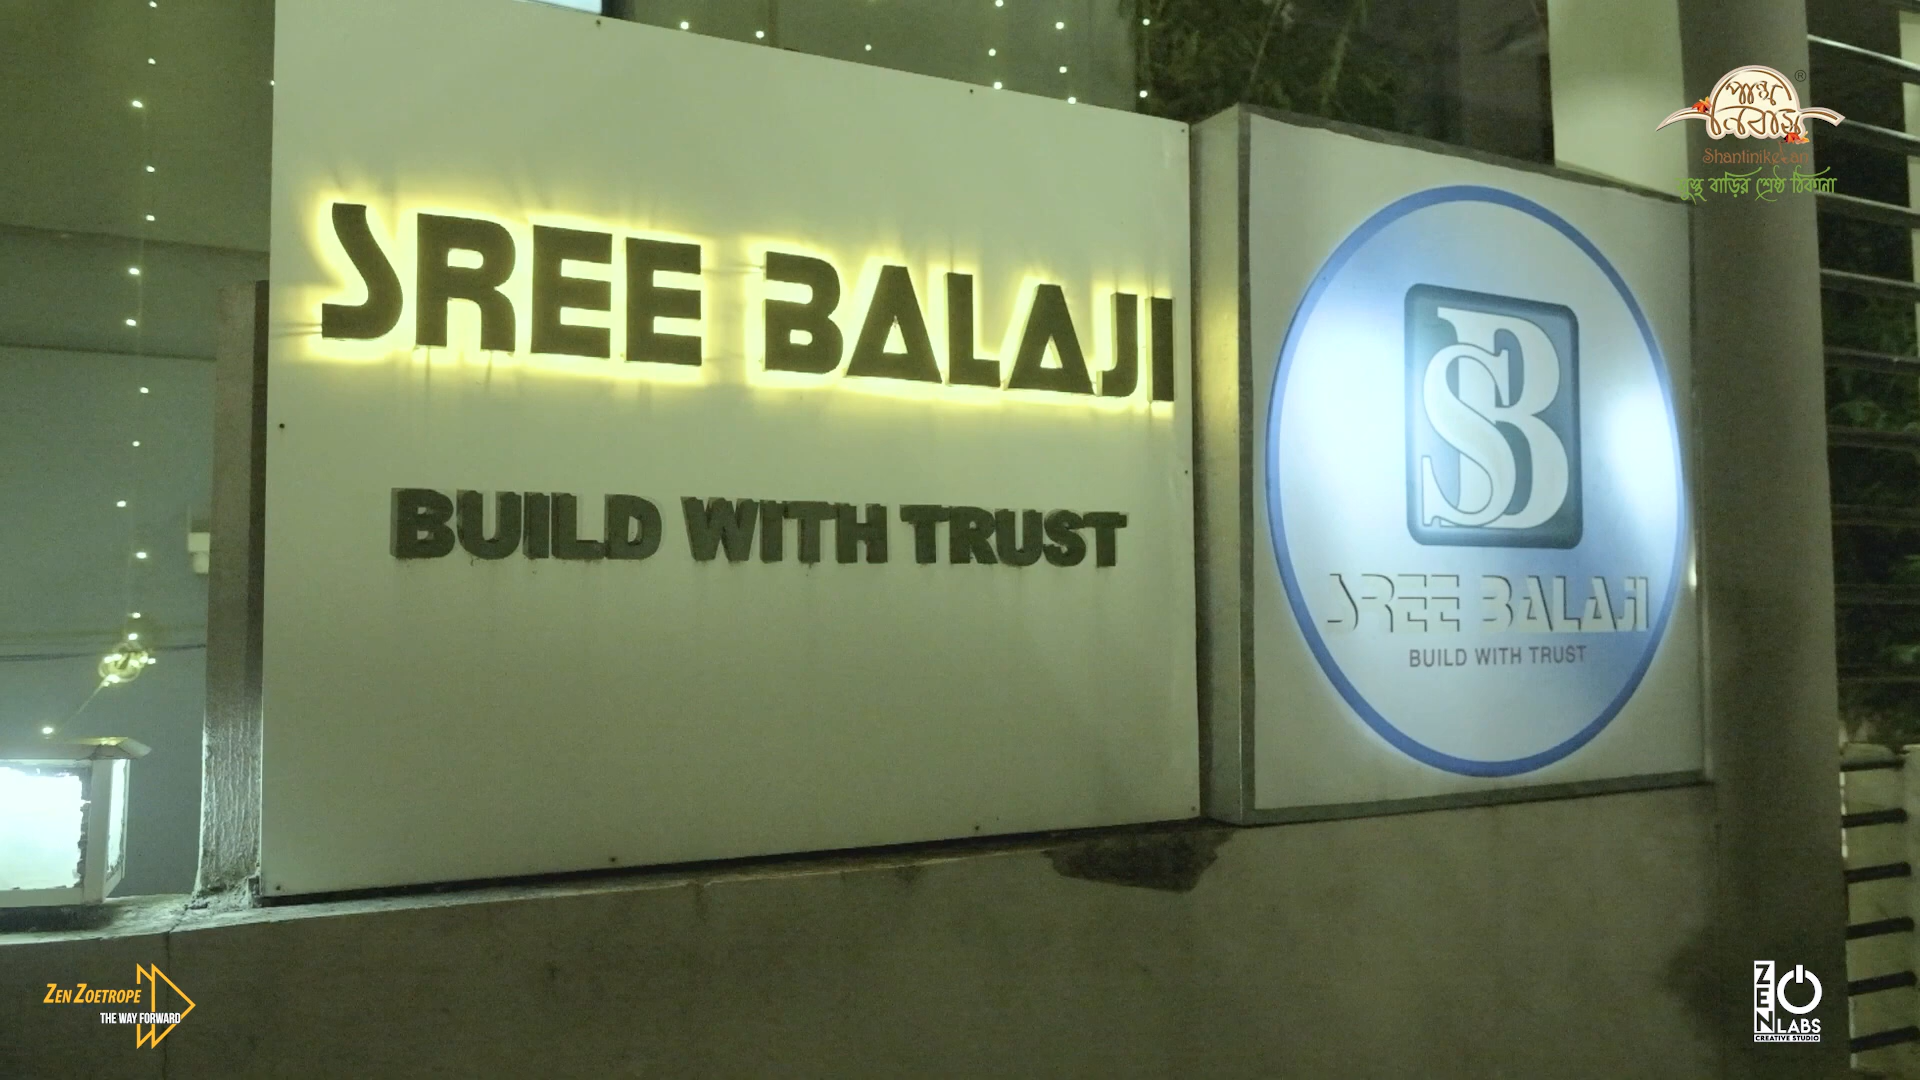 SREE BALAJI
BUILD WITH TRUST
SB
SREE BALAJI
BUILD WITH TRUST
পান্থ
নিবাস
®
Shantiniketan
সুস্থ বাড়ির শ্রেষ্ঠ ঠিকানা
ZEN ZOETROPE
THE WAY FORWARD
ZEN
LABS
CREATIVE STUDIO